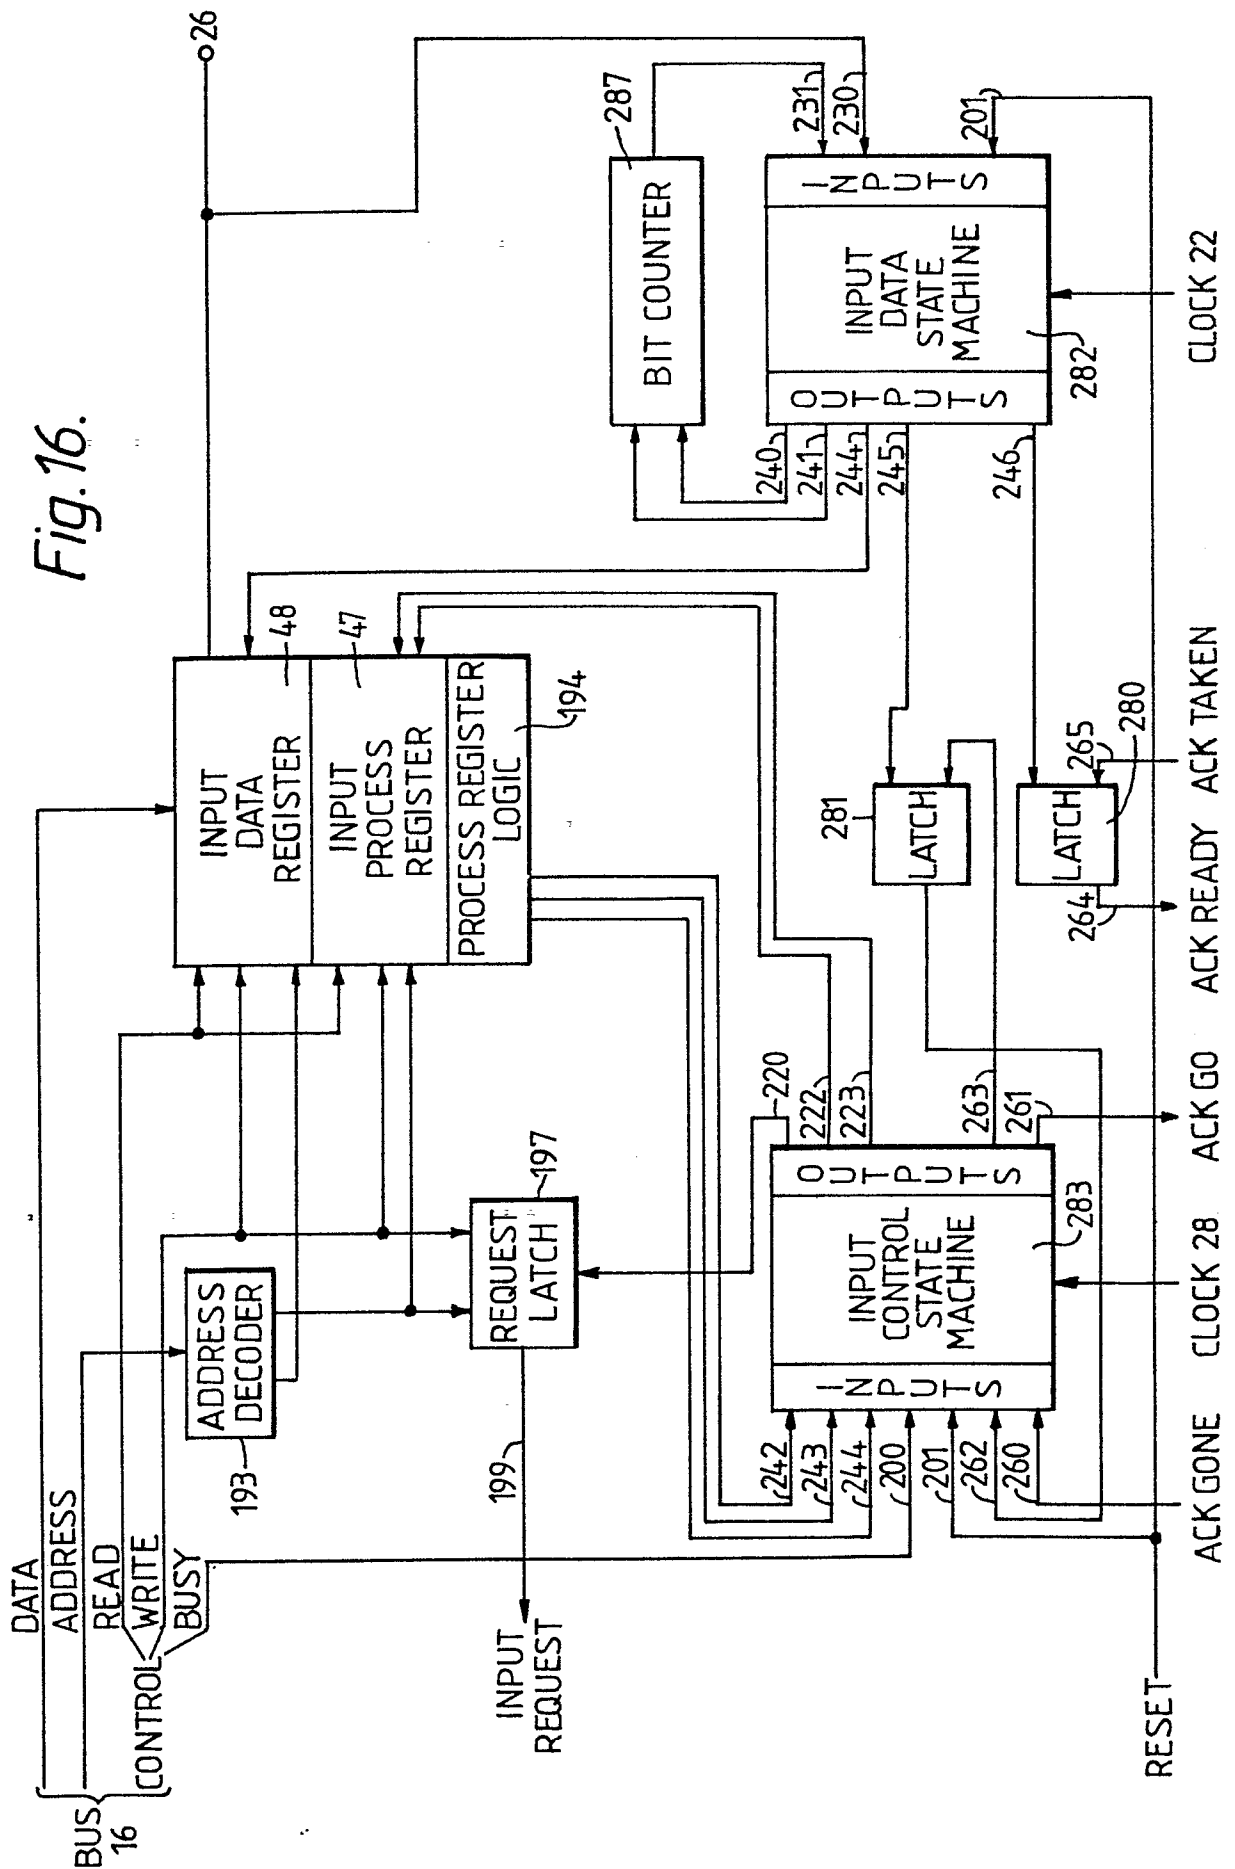 Fig.16.
BUS
16
DATA
ADDRESS
CONTROL
READ
WRITE
BUSY
ADDRESS
DECODER
193
INPUT
DATA
REGISTER
48
INPUT
PROCESS
REGISTER
47
PROCESS REGISTER
LOGIC
194
26
INPUT
REQUEST
199
REQUEST
LATCH
197
BIT COUNTER
287
242
243
244
200
201
262
260
INPUTS
INPUT
CONTROL
STATE
MACHINE
283
OUTPUTS
220
222
223
263
261
281
LATCH
LATCH
280
264
265
240
241
244
245
246
OUTPUTS
INPUT
DATA
STATE
MACHINE
282
INPUTS
231
230
201
RESET
ACK GONE
CLOCK 28
ACK GO
ACK READY
ACK TAKEN
CLOCK 22